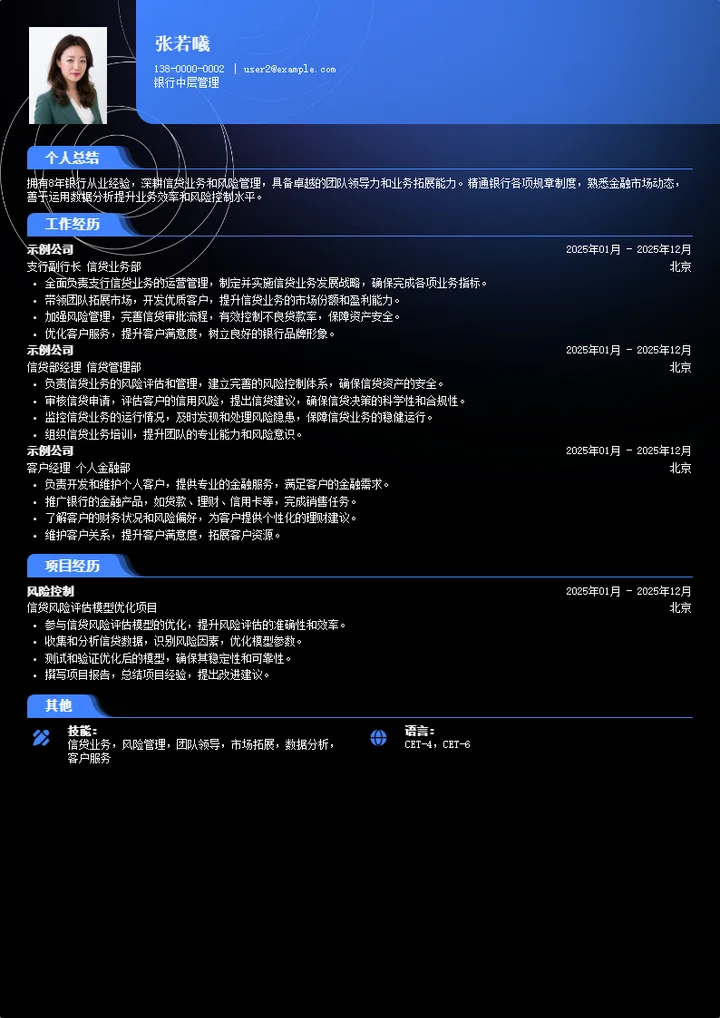 张若曦
138-0000-0002 | user2@example.com
银行中层管理
个人总结
拥有8年银行从业经验，深耕信贷业务和风险管理，具备卓越的团队领导力和业务拓展能力。精通银行各项规章制度，熟悉金融市场动态，
善于运用数据分析提升业务效率和风险控制水平。
工作经历
示例公司 2025年01月 - 2025年12月
支行副行长 信贷业务部 北京
• 全面负责支行信贷业务的运营管理，制定并实施信贷业务发展战略，确保完成各项业务指标。
• 带领团队拓展市场，开发优质客户，提升信贷业务的市场份额和盈利能力。
• 加强风险管理，完善信贷审批流程，有效控制不良贷款率，保障资产安全。
• 优化客户服务，提升客户满意度，树立良好的银行品牌形象。
示例公司 2025年01月 - 2025年12月
信贷部经理 信贷管理部 北京
• 负责信贷业务的风险评估和管理，建立完善的风险控制体系，确保信贷资产的安全。
• 审核信贷申请，评估客户的信用风险，提出信贷建议，确保信贷决策的科学性和合规性。
• 监控信贷业务的运行情况，及时发现和处理风险隐患，保障信贷业务的稳健运行。
• 组织信贷业务培训，提升团队的专业能力和风险意识。
示例公司 2025年01月 - 2025年12月
客户经理 个人金融部 北京
• 负责开发和维护个人客户，提供专业的金融服务，满足客户的金融需求。
• 推广银行的金融产品，如贷款、理财、信用卡等，完成销售任务。
• 了解客户的财务状况和风险偏好，为客户提供个性化的理财建议。
• 维护客户关系，提升客户满意度，拓展客户资源。
项目经历
风险控制 2025年01月 - 2025年12月
信贷风险评估模型优化项目 北京
• 参与信贷风险评估模型的优化，提升风险评估的准确性和效率。
• 收集和分析信贷数据，识别风险因素，优化模型参数。
• 测试和验证优化后的模型，确保其稳定性和可靠性。
• 撰写项目报告，总结项目经验，提出改进建议。
其他
技能：
信贷业务，风险管理，团队领导，市场拓展，数据分析，
客户服务
语言：
CET-4，CET-6